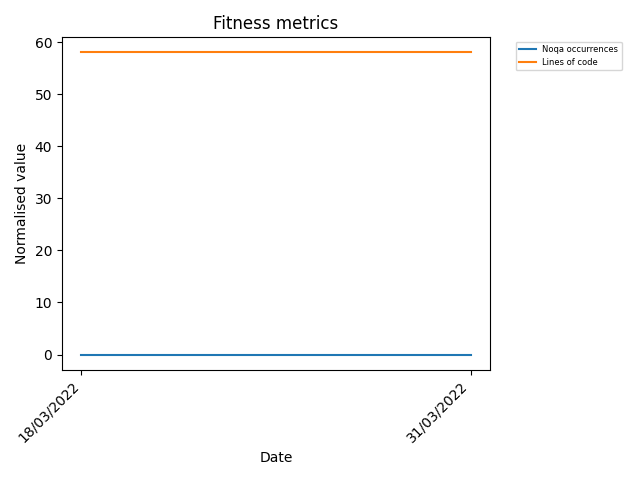 Fitness metrics
Noqa occurrences
Lines of code
Normalised value
60
50
40
30
20
10
0
18/03/2022
31/03/2022
Date